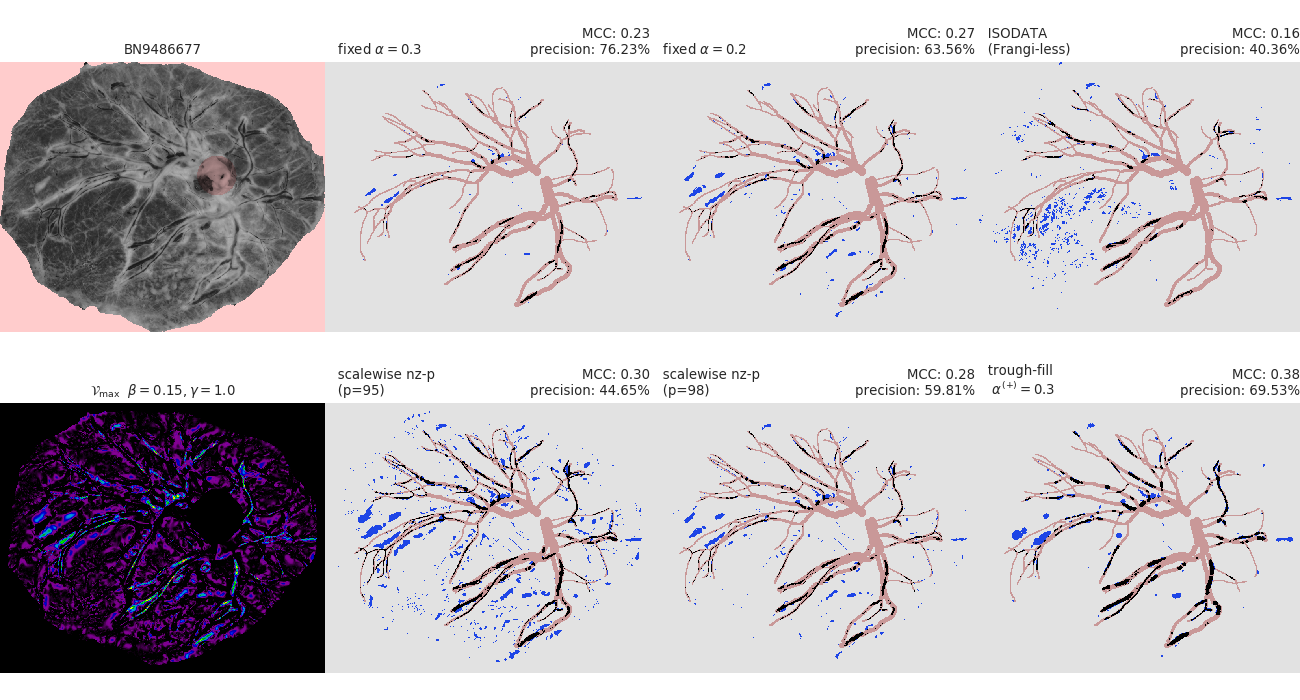 BN9486677
fixed α = 0.3
MCC: 0.23
precision: 76.23%
fixed α = 0.2
MCC: 0.27
precision: 63.56%
ISODATA
(Frangi-less)
MCC: 0.16
precision: 40.36%
𝒱max β = 0.15, γ = 1.0
scalewise nz-p
(p=95)
MCC: 0.30
precision: 44.65%
scalewise nz-p
(p=98)
MCC: 0.28
precision: 59.81%
trough-fill
α(+) = 0.3
MCC: 0.38
precision: 69.53%